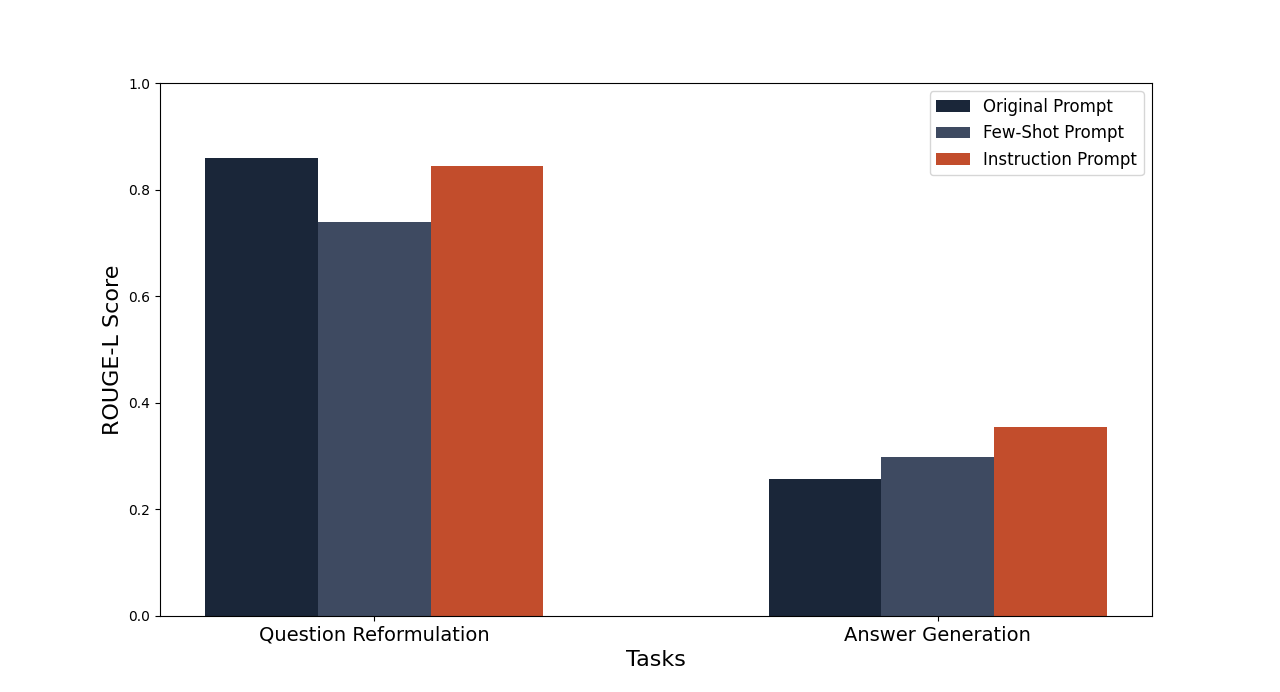 1.0
0.8
0.6
0.4
0.2
0.0
ROUGE-L Score
Original Prompt
Few-Shot Prompt
Instruction Prompt
Question Reformulation
Answer Generation
Tasks